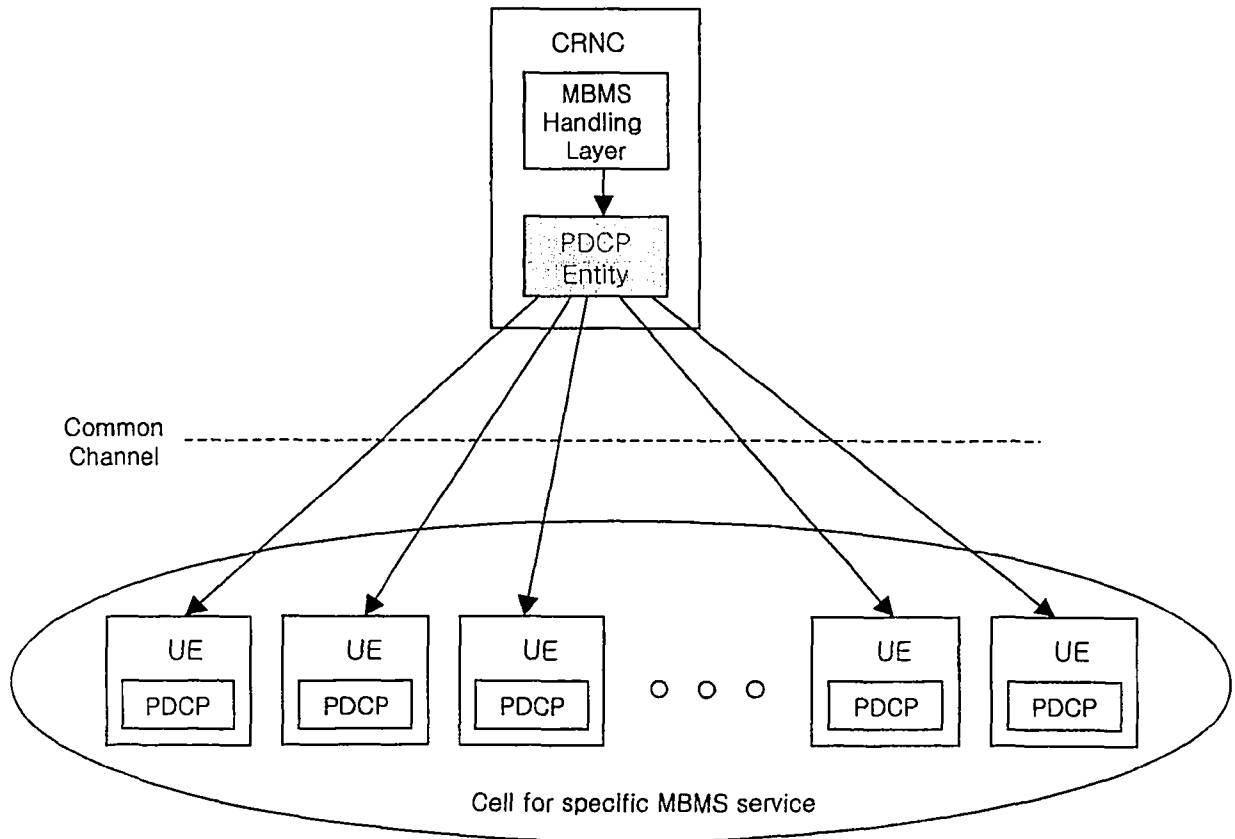 CRNC
MBMS
Handling
Layer
PDCP
Entity
Common
Channel
UE
PDCP
UE
PDCP
UE
PDCP
UE
PDCP
UE
PDCP
Cell for specific MBMS service